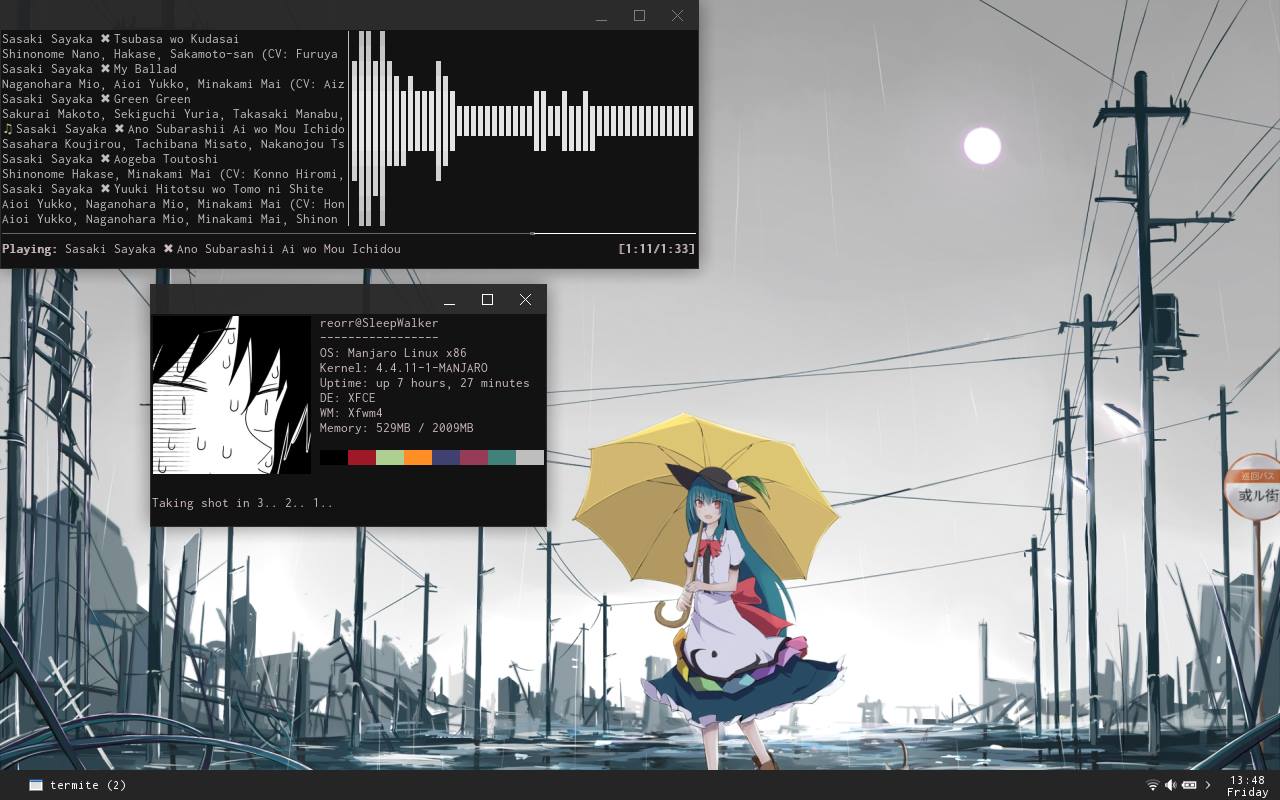 Sasaki Sayaka ✖ Tsubasa wo Kudasai
Shinonome Nano, Hakase, Sakamoto-san (CV: Furuya
Sasaki Sayaka ✖ My Ballad
Naganohara Mio, Aioi Yukko, Minakami Mai (CV: Aiz
Sasaki Sayaka ✖ Green Green
Sakurai Makoto, Sekiguchi Yuria, Takasaki Manabu,
♫ Sasaki Sayaka ✖ Ano Subarashii Ai wo Mou Ichido
Sasahara Koujirou, Tachibana Misato, Nakanojou Ts
Sasaki Sayaka ✖ Aogeba Toutoshi
Shinonome Hakase, Minakami Mai (CV: Konno Hiromi,
Sasaki Sayaka ✖ Yuuki Hitotsu wo Tomo ni Shite
Aioi Yukko, Naganohara Mio, Minakami Mai (CV: Hon
Aioi Yukko, Naganohara Mio, Minakami Mai, Shinon
Playing: Sasaki Sayaka ✖ Ano Subarashii Ai wo Mou Ichidou [1:11/1:33]
reorr@SleepWalker
-----------------
OS: Manjaro Linux x86
Kernel: 4.4.11-1-MANJARO
Uptime: up 7 hours, 27 minutes
DE: XFCE
WM: Xfwm4
Memory: 529MB / 2009MB
Taking shot in 3.. 2.. 1..
巡回バス
或ル街
termite (2)
13:48
Friday